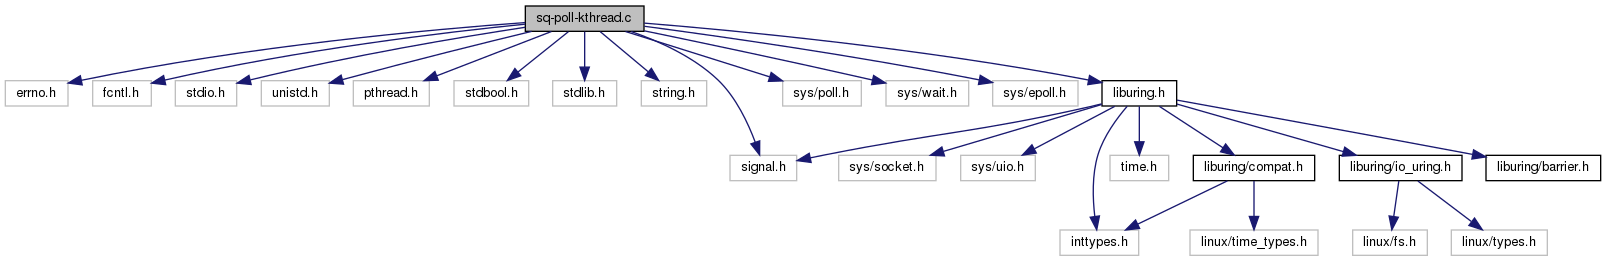 sq-poll-kthread.c
errno.h
fcntl.h
stdio.h
unistd.h
pthread.h
stdbool.h
stdlib.h
string.h
sys/poll.h
sys/wait.h
sys/epoll.h
liburing.h
signal.h
sys/socket.h
sys/uio.h
time.h
liburing/compat.h
liburing/io_uring.h
liburing/barrier.h
inttypes.h
linux/time_types.h
linux/fs.h
linux/types.h